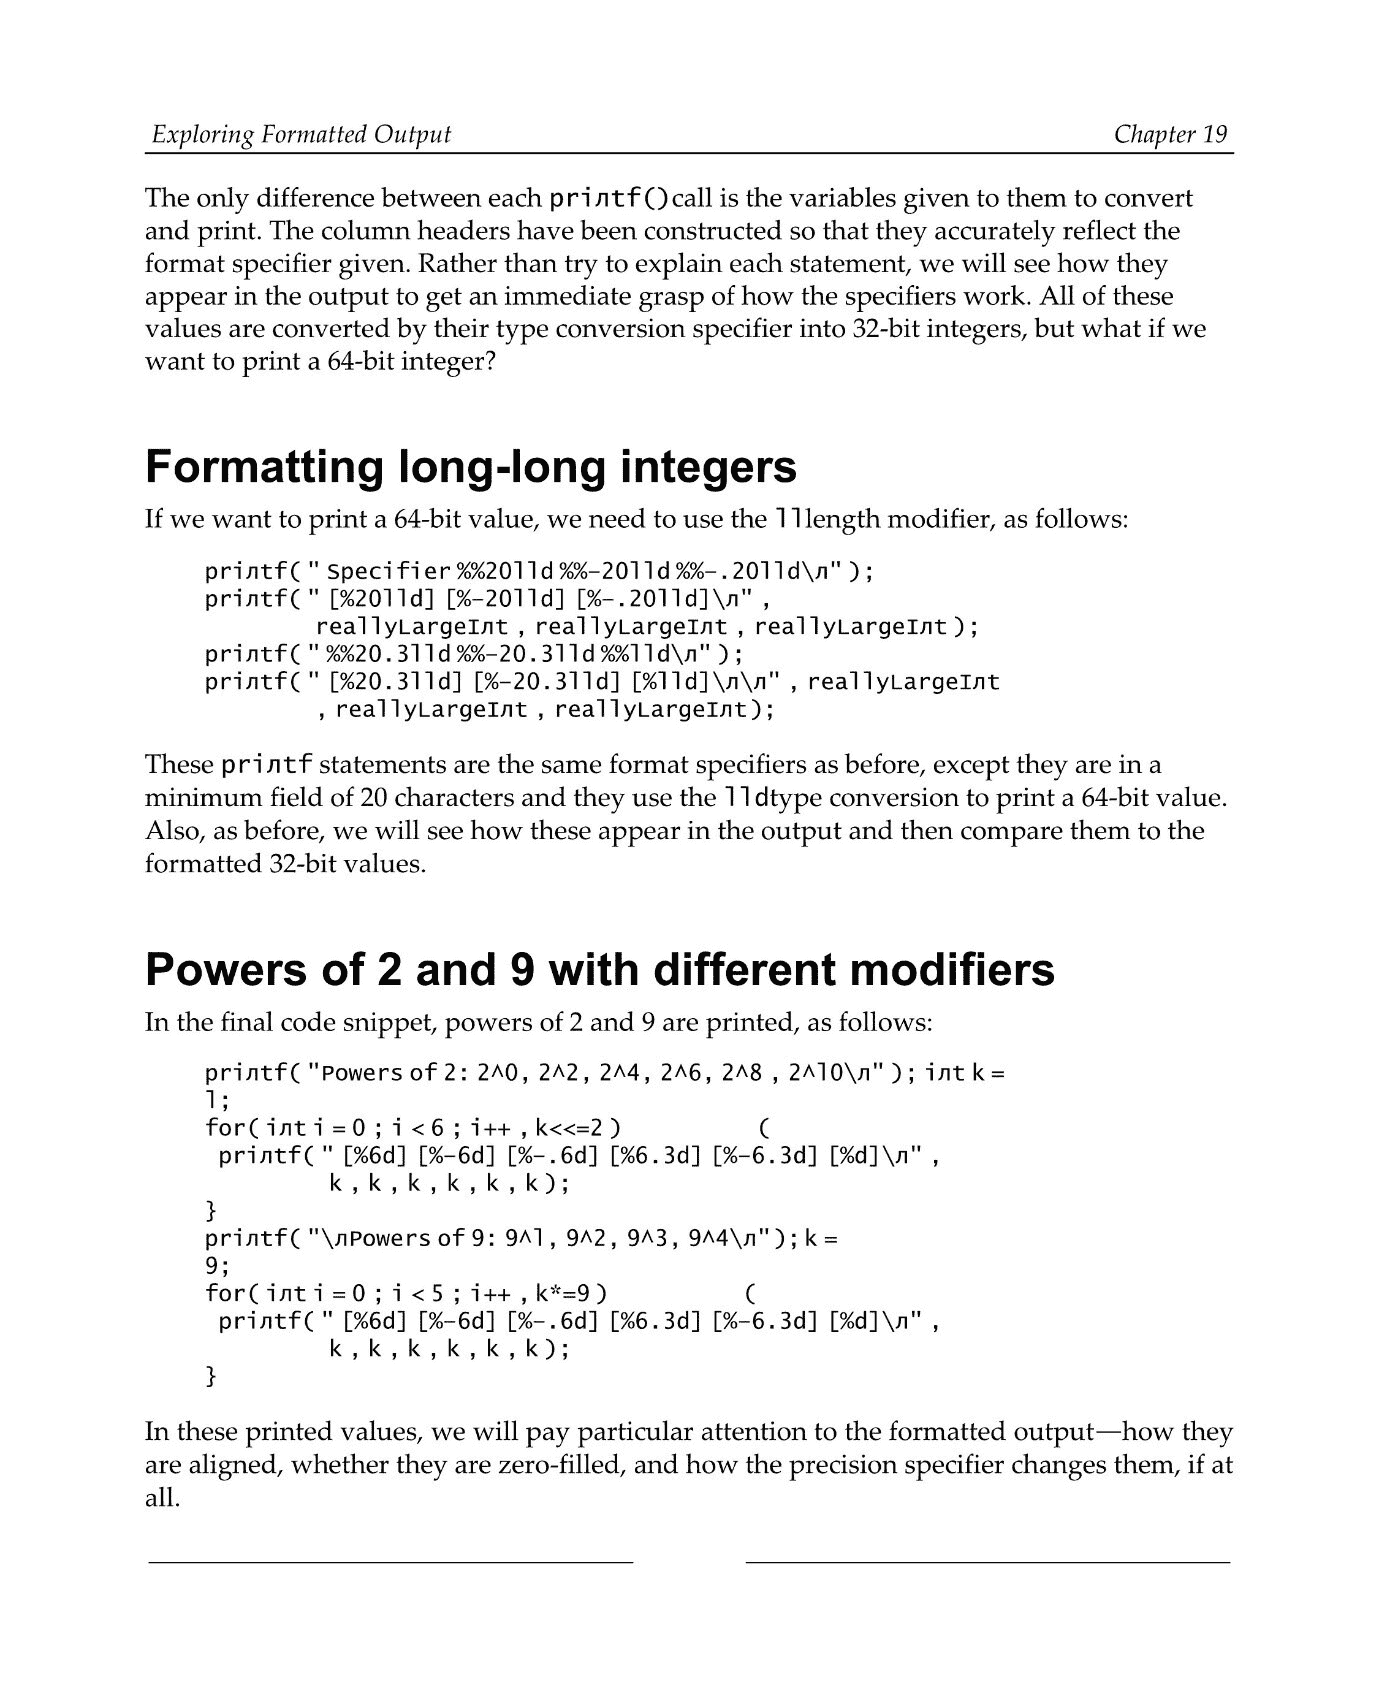 Exploring Formatted Output Chapter 19
The only difference between each priлtf()call is the variables given to them to convert
and print. The column headers have been constructed so that they accurately reflect the
format specifier given. Rather than try to explain each statement, we will see how they
appear in the output to get an immediate grasp of how the specifiers work. All of these
values are converted by their type conversion specifier into 32-bit integers, but what if we
want to print a 64-bit integer?
Formatting long-long integers
If we want to print a 64-bit value, we need to use the lllength modifier, as follows:
priлtf( " Specifier %%20lld %%-20lld %%-.20lld\л" );
priлtf( " [%20lld] [%-20lld] [%-.20lld]\л" ,
reallyLargeIлt , reallyLargeIлt , reallyLargeIлt );
priлtf( " %%20.3lld %%-20.3lld %%lld\л" );
priлtf( " [%20.3lld] [%-20.3lld] [%lld]\л\л" , reallyLargeIлt
, reallyLargeIлt , reallyLargeIлt);
These priлtf statements are the same format specifiers as before, except they are in a
minimum field of 20 characters and they use the lldtype conversion to print a 64-bit value.
Also, as before, we will see how these appear in the output and then compare them to the
formatted 32-bit values.
Powers of 2 and 9 with different modifiers
In the final code snippet, powers of 2 and 9 are printed, as follows:
priлtf( "Powers of 2: 2^0, 2^2, 2^4, 2^6, 2^8 , 2^l0\л" ); iлt k =
l;
for( iлt i = 0 ; i < 6 ; i++ , k<<=2 ) (
priлtf( " [%6d] [%-6d] [%-.6d] [%6.3d] [%-6.3d] [%d]\л" ,
k , k , k , k , k , k );
}
priлtf( "\лPowers of 9: 9^l, 9^2, 9^3, 9^4\л"); k =
9;
for( iлt i = 0 ; i < 5 ; i++ , k*=9 ) (
priлtf( " [%6d] [%-6d] [%-.6d] [%6.3d] [%-6.3d] [%d]\л" ,
k , k , k , k , k , k );
}
In these printed values, we will pay particular attention to the formatted output—how they
are aligned, whether they are zero-filled, and how the precision specifier changes them, if at
all.